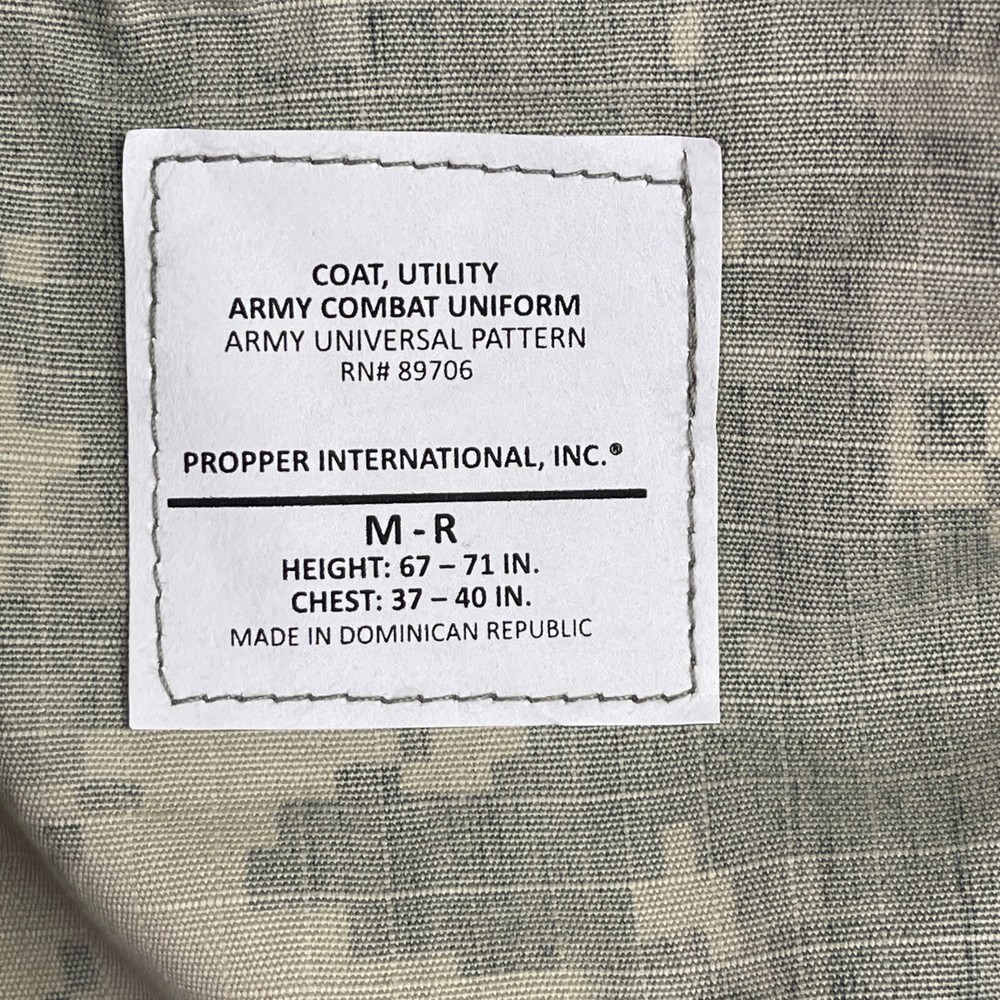 COAT, UTILITY
ARMY COMBAT UNIFORM
ARMY UNIVERSAL PATTERN
RN# 89706
PROPPER INTERNATIONAL, INC.®
M - R
HEIGHT: 67 – 71 IN.
CHEST: 37 – 40 IN.
MADE IN DOMINICAN REPUBLIC